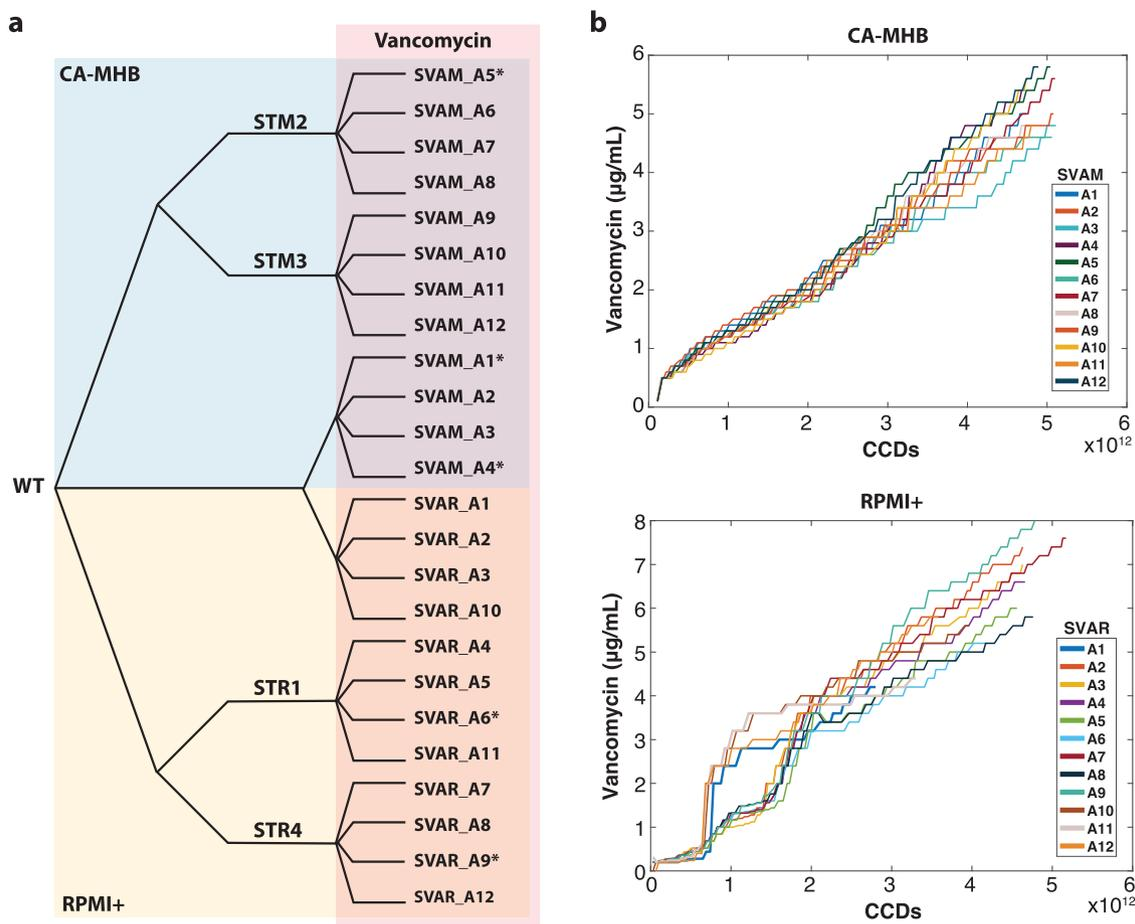 a
Vancomycin
CA-MHB
SVAM_A5*
STM2
SVAM_A6
SVAM_A7
SVAM_A8
SVAM_A9
STM3
SVAM_A10
SVAM_A11
SVAM_A12
SVAM_A1*
SVAM_A2
SVAM_A3
SVAM_A4*
WT
SVAR_A1
SVAR_A2
SVAR_A3
SVAR_A10
SVAR_A4
STR1
SVAR_A5
SVAR_A6*
SVAR_A11
SVAR_A7
STR4
SVAR_A8
SVAR_A9*
SVAR_A12
RPMI+
b
CA-MHB
Vancomycin (µg/mL)
6
5
4
3
2
1
0
0 1 2 3 4 5 6
CCDs
x10¹²
SVAM
A1
A2
A3
A4
A5
A6
A7
A8
A9
A10
A11
A12
RPMI+
Vancomycin (µg/mL)
8
7
6
5
4
3
2
1
0
0 1 2 3 4 5 6
CCDs
x10¹²
SVAR
A1
A2
A3
A4
A5
A6
A7
A8
A9
A10
A11
A12